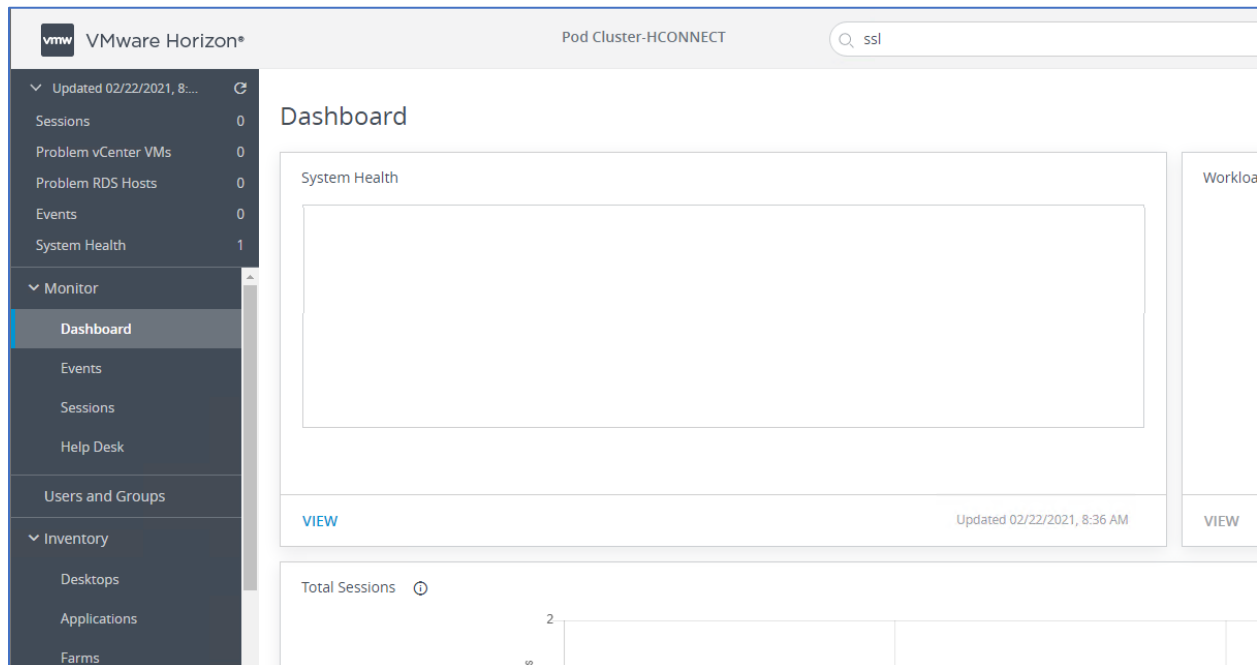 vmw VMware Horizon® Pod Cluster-HCONNECT ssl
Updated 02/22/2021, 8:...
Sessions 0
Problem vCenter VMs 0
Problem RDS Hosts 0
Events 0
System Health 1
Monitor
Dashboard
Events
Sessions
Help Desk
Users and Groups
Inventory
Desktops
Applications
Farms
Dashboard
System Health
VIEW Updated 02/22/2021, 8:36 AM
Workloa
VIEW
Total Sessions
2